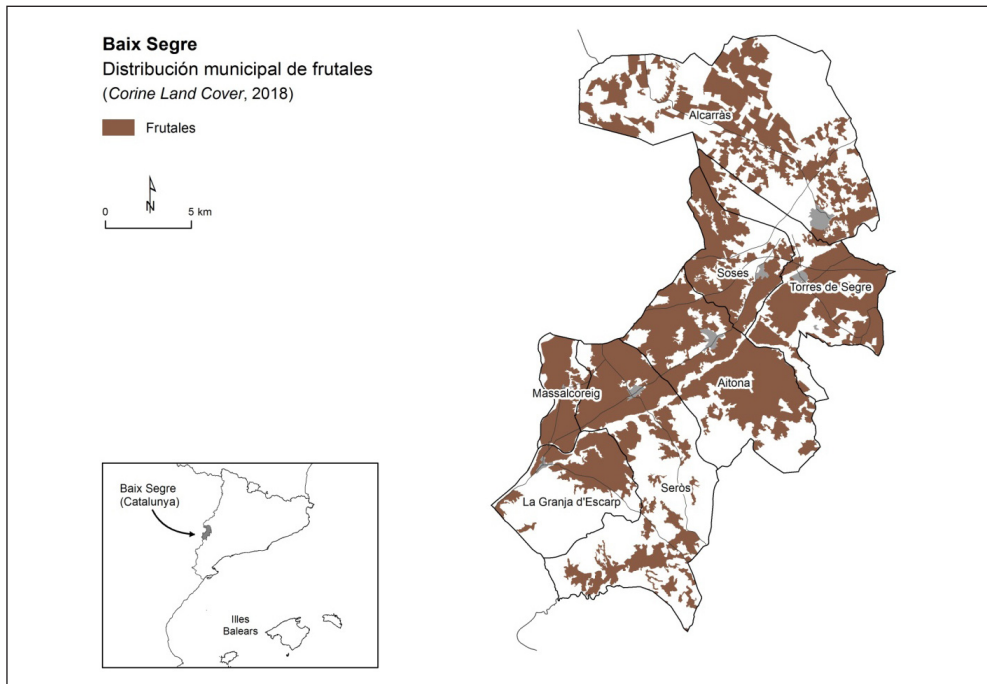 Baix Segre
Distribución municipal de frutales
(Corine Land Cover, 2018)
Frutales
N
0 5 km
Alcarràs
Soses
Torres de Segre
Aitona
Massalcoreig
Seròs
La Granja d'Escarp
Baix Segre
(Catalunya)
Illes
Balears